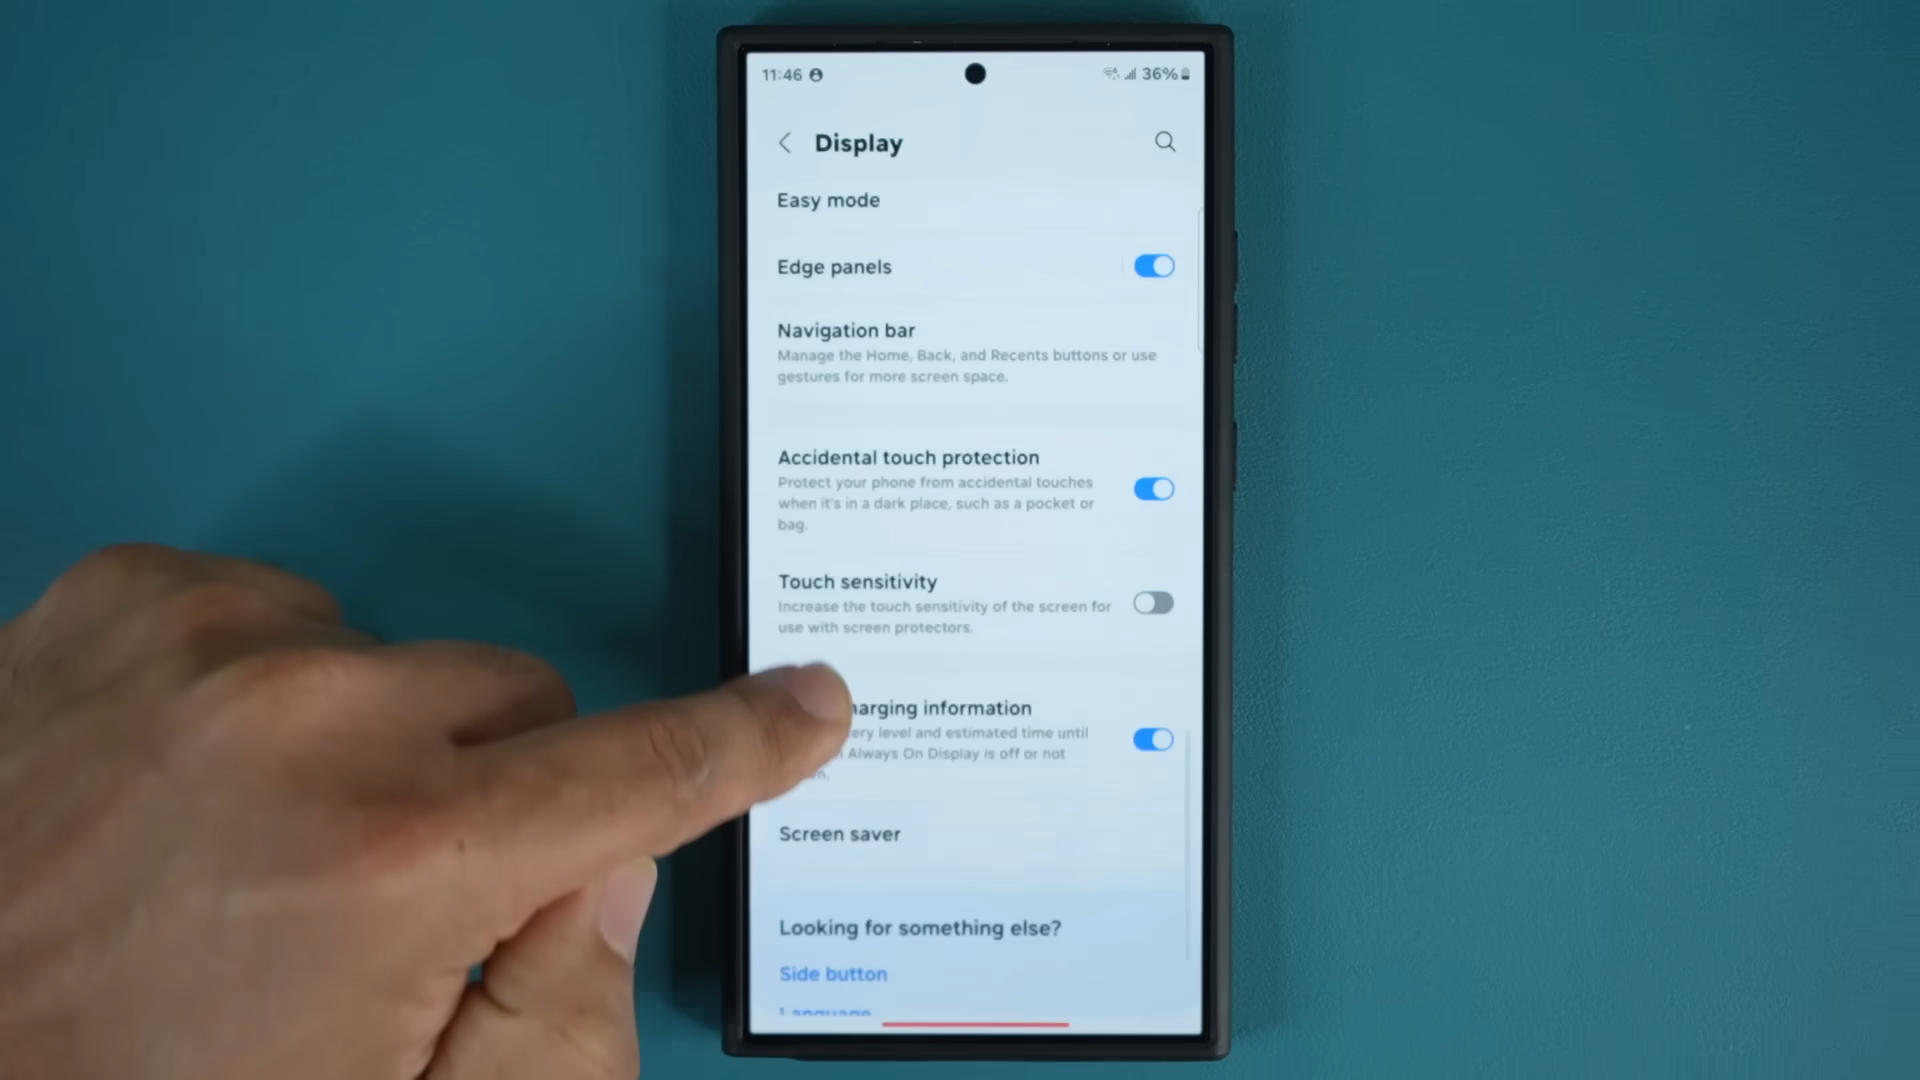 11:46 36%
Display
Easy mode
Edge panels
Navigation bar
Manage the Home, Back, and Recents buttons or use
gestures for more screen space.
Accidental touch protection
Protect your phone from accidental touches
when it's in a dark place, such as a pocket or
bag.
Touch sensitivity
Increase the touch sensitivity of the screen for
use with screen protectors.
information
level and estimated time until
Always On Display is off or not
Screen saver
Looking for something else?
Side button
Language